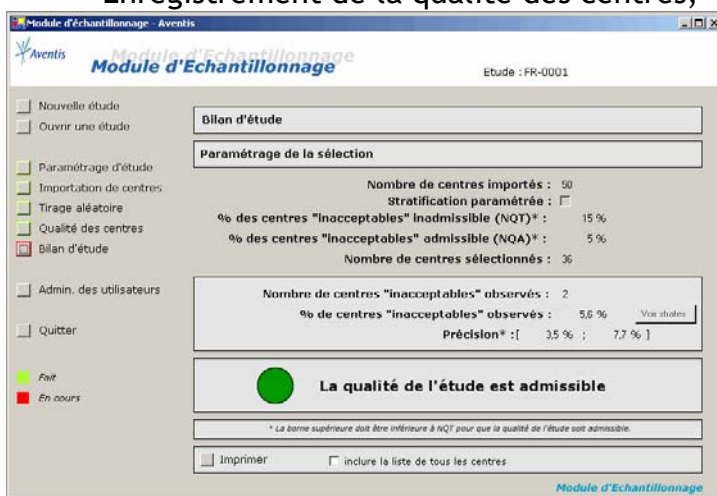 Enregistrement de la qualité des centres,
Module d'échantillonnage - Aventis
Aventis
Module d'Echantillonnage
Etude : FR-0001
Nouvelle étude
Ouvrir une étude
Paramétrage d'étude
Importation de centres
Tirage aléatoire
Qualité des centres
Bilan d'étude
Admin. des utilisateurs
Quitter
Fait
En cours
Bilan d'étude
Paramétrage de la sélection
Nombre de centres importés : 50
Stratification paramétrée :
% des centres "inacceptables" inadmissible (NQT)* : 15 %
% des centres "inacceptables" admissible (NQA)* : 5 %
Nombre de centres sélectionnés : 36
Nombre de centres "inacceptables" observés : 2
% de centres "inacceptables" observés : 5,6 % Voir strates
Précision* :[ 3,5 % ; 7,7 % ]
La qualité de l'étude est admissible
* La borne supérieure doit être inférieure à NQT pour que la qualité de l'étude soit admissible.
Imprimer inclure la liste de tous les centres
Module d'Echantillonnage